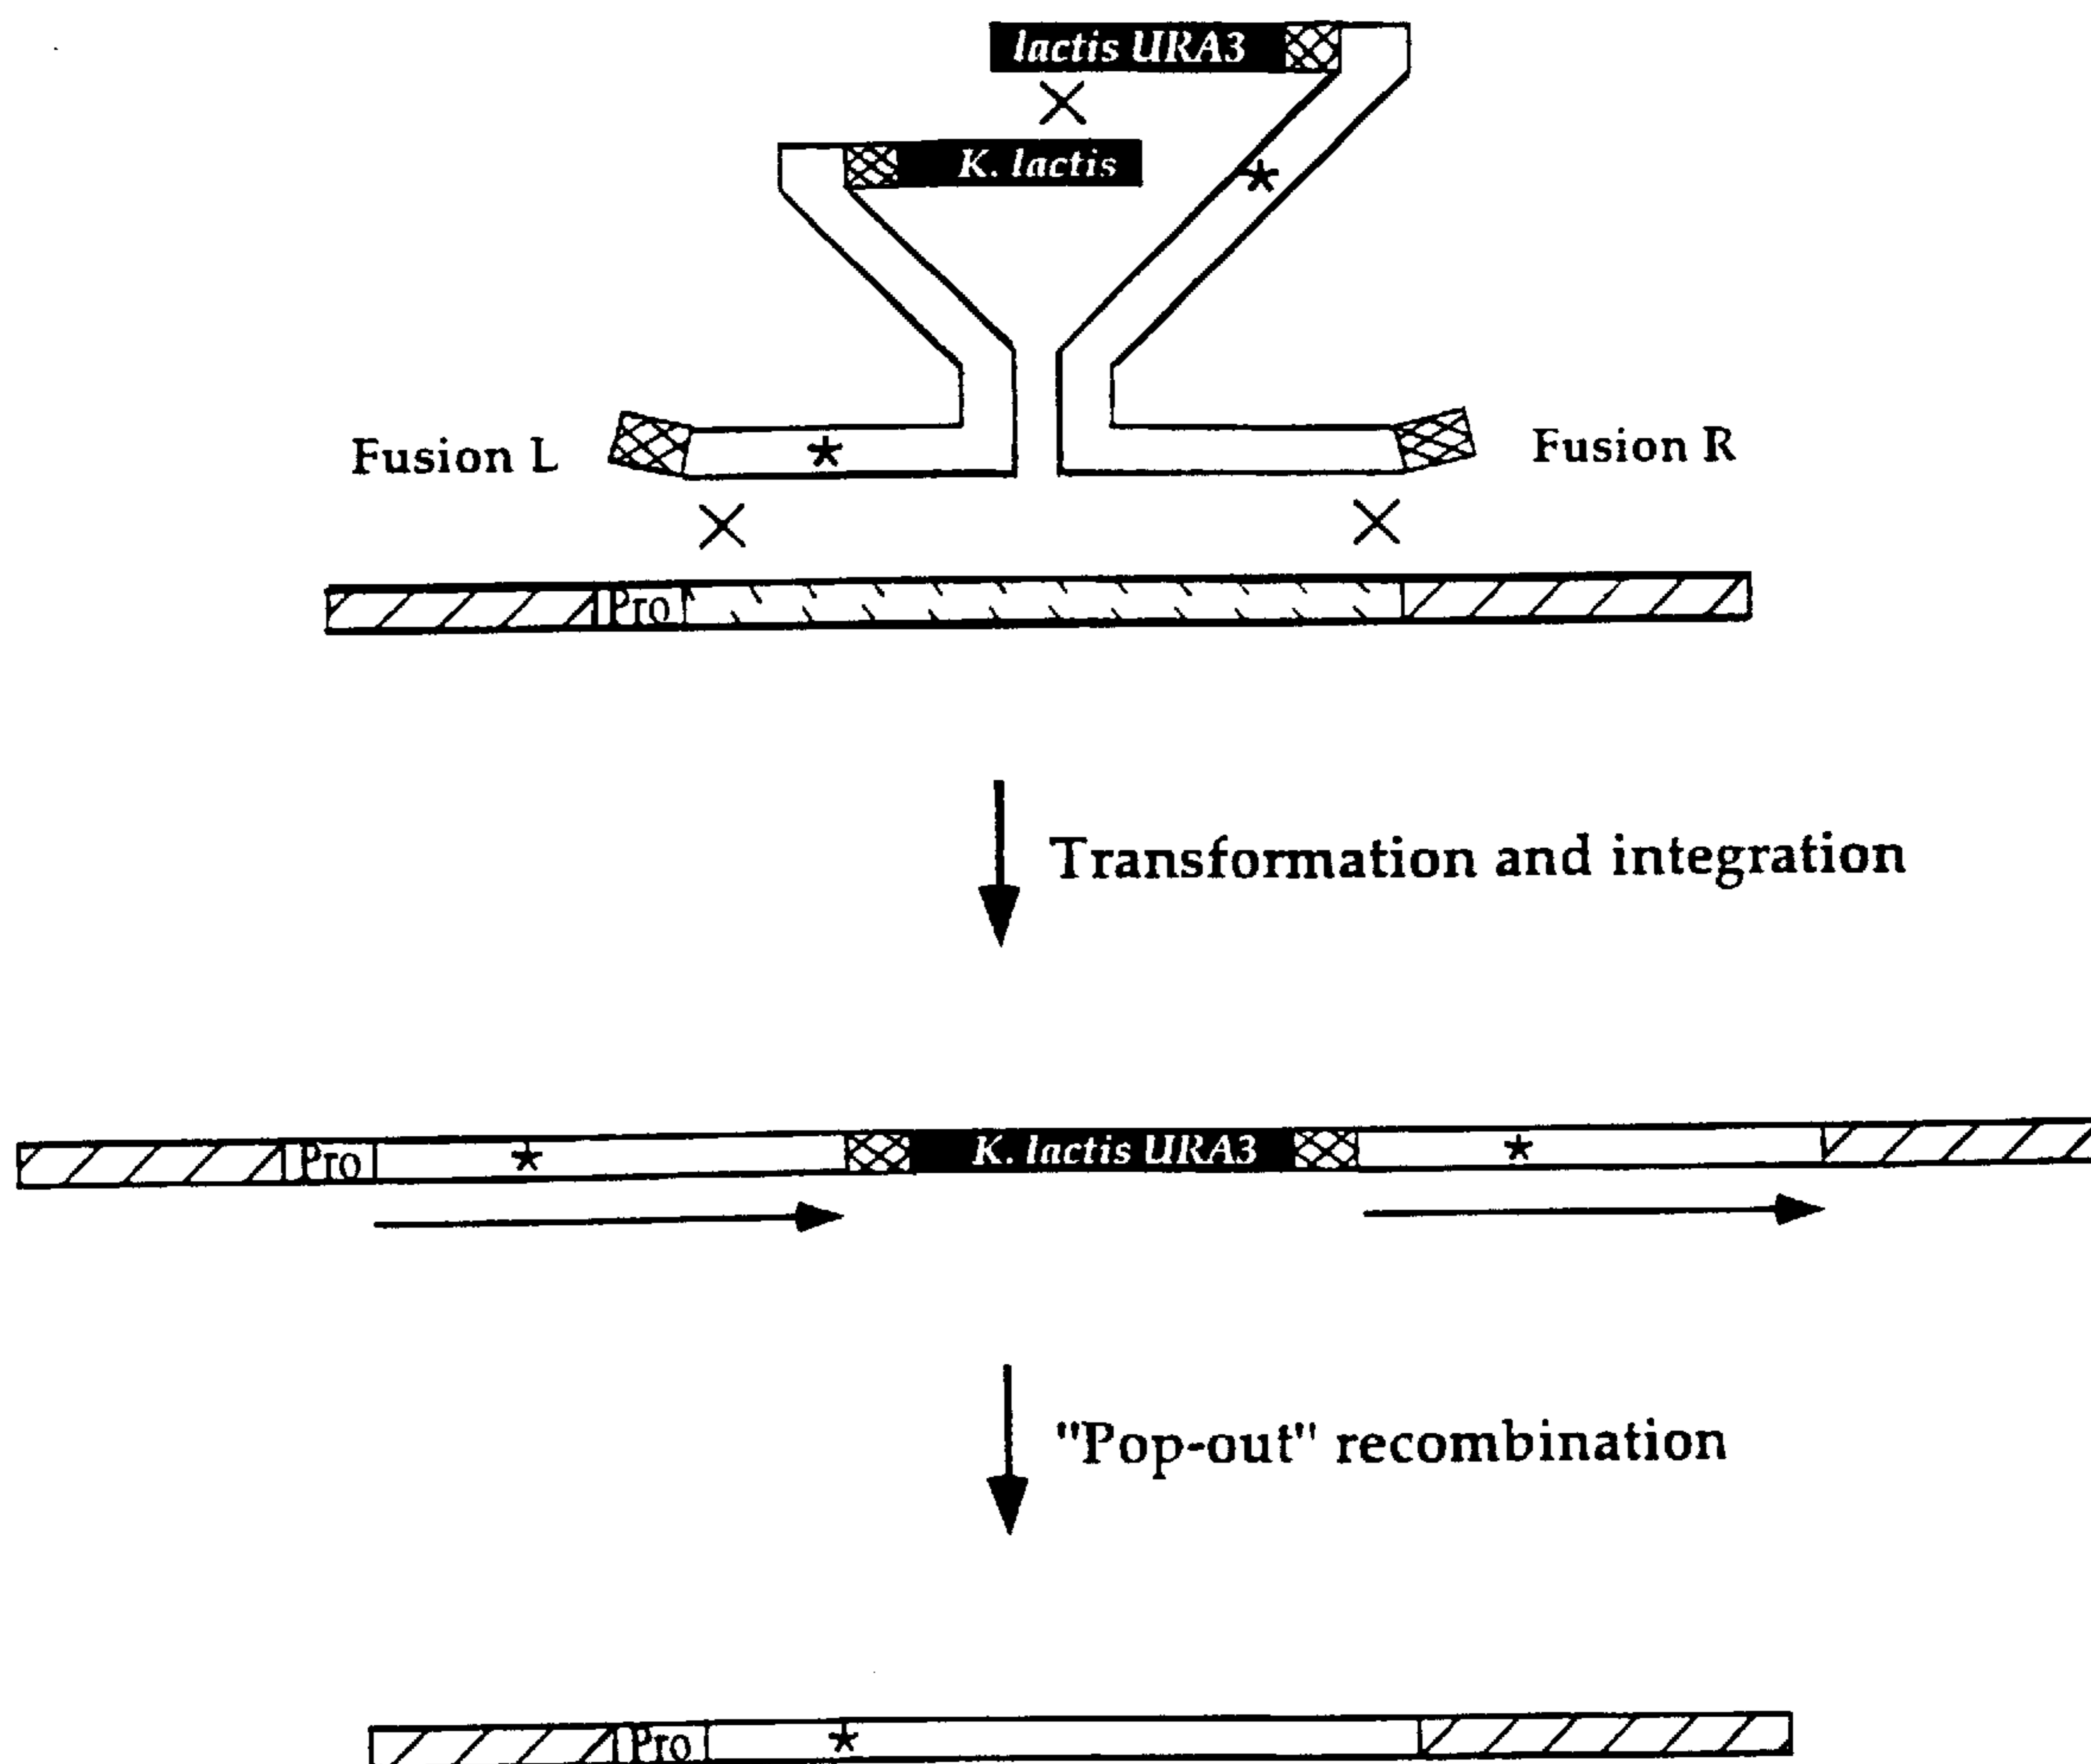 lactis URA3
K. lactis
Fusion L
Fusion R
Pro
Transformation and integration
Pro
K. lactis URA3
"Pop-out" recombination
Pro